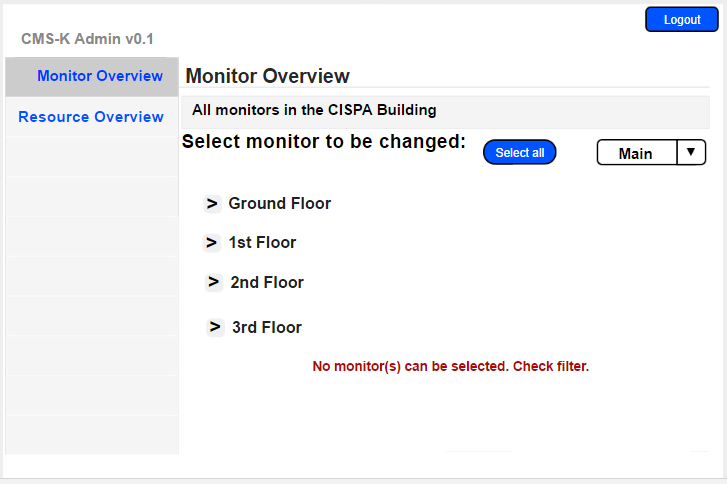 Logout
CMS-K Admin v0.1
Monitor Overview
Resource Overview
Monitor Overview
All monitors in the CISPA Building
Select monitor to be changed:
Select all
Main ▼
> Ground Floor
> 1st Floor
> 2nd Floor
> 3rd Floor
No monitor(s) can be selected. Check filter.